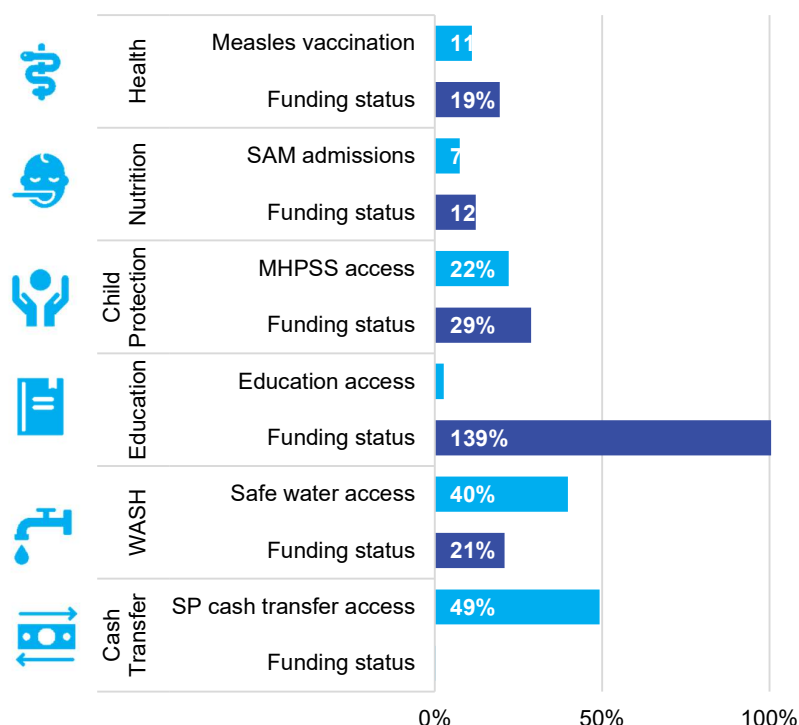 Health
Measles vaccination
11
Funding status
19%
Nutrition
SAM admissions
7
Funding status
12
Child
Protection
MHPSS access
22%
Funding status
29%
Education
Education access
Funding status
139%
WASH
Safe water access
40%
Funding status
21%
Cash
Transfer
SP cash transfer access
49%
Funding status
0%
50%
100%